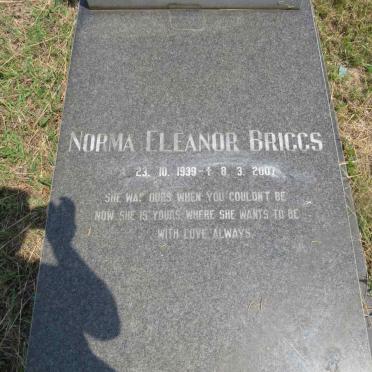 NORMA ELEANOR BRIGGS
23. 10. 1939 - 8. 3. 2007
SHE WAS OURS WHEN YOU COULDN'T BE
NOW SHE IS YOURS, WHERE SHE WANTS TO BE
WITH LOVE ALWAYS